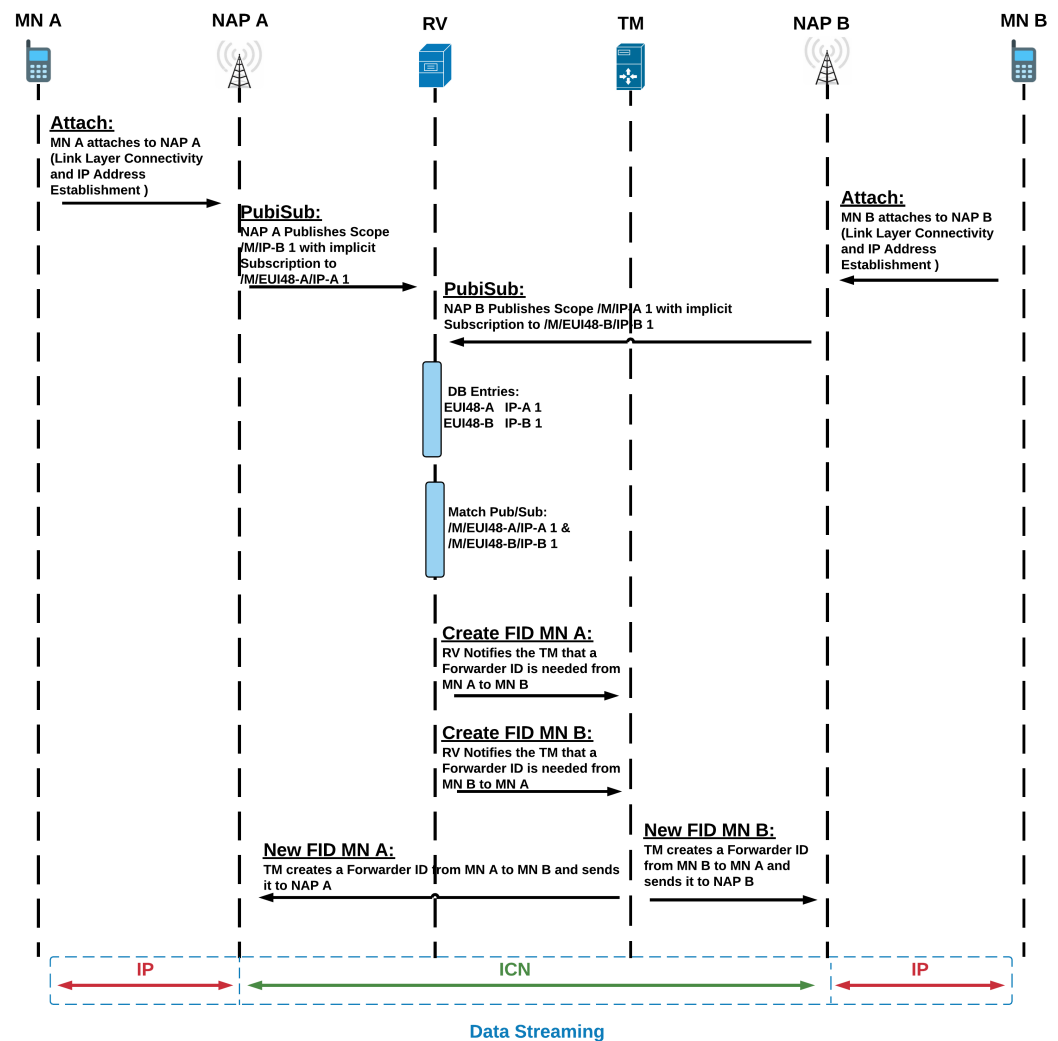 MN A
NAP A
RV
TM
NAP B
MN B
Attach:
MN A attaches to NAP A
(Link Layer Connectivity
and IP Address
Establishment )
PubiSub:
NAP A Publishes Scope
/M/IP-B 1 with implicit
Subscription to
/M/EUI48-A/IP-A 1
Attach:
MN B attaches to NAP B
(Link Layer Connectivity
and IP Address
Establishment )
PubiSub:
NAP B Publishes Scope /M/IP-A 1 with implicit
Subscription to /M/EUI48-B/IP-B 1
DB Entries:
EUI48-A IP-A 1
EUI48-B IP-B 1
Match Pub/Sub:
/M/EUI48-A/IP-A 1 &
/M/EUI48-B/IP-B 1
Create FID MN A:
RV Notifies the TM that a
Forwarder ID is needed from
MN A to MN B
Create FID MN B:
RV Notifies the TM that a
Forwarder ID is needed from
MN B to MN A
New FID MN B:
TM creates a Forwarder ID
from MN B to MN A and
sends it to NAP B
New FID MN A:
TM creates a Forwarder ID from MN A to MN B and sends
it to NAP A
IP
ICN
IP
Data Streaming